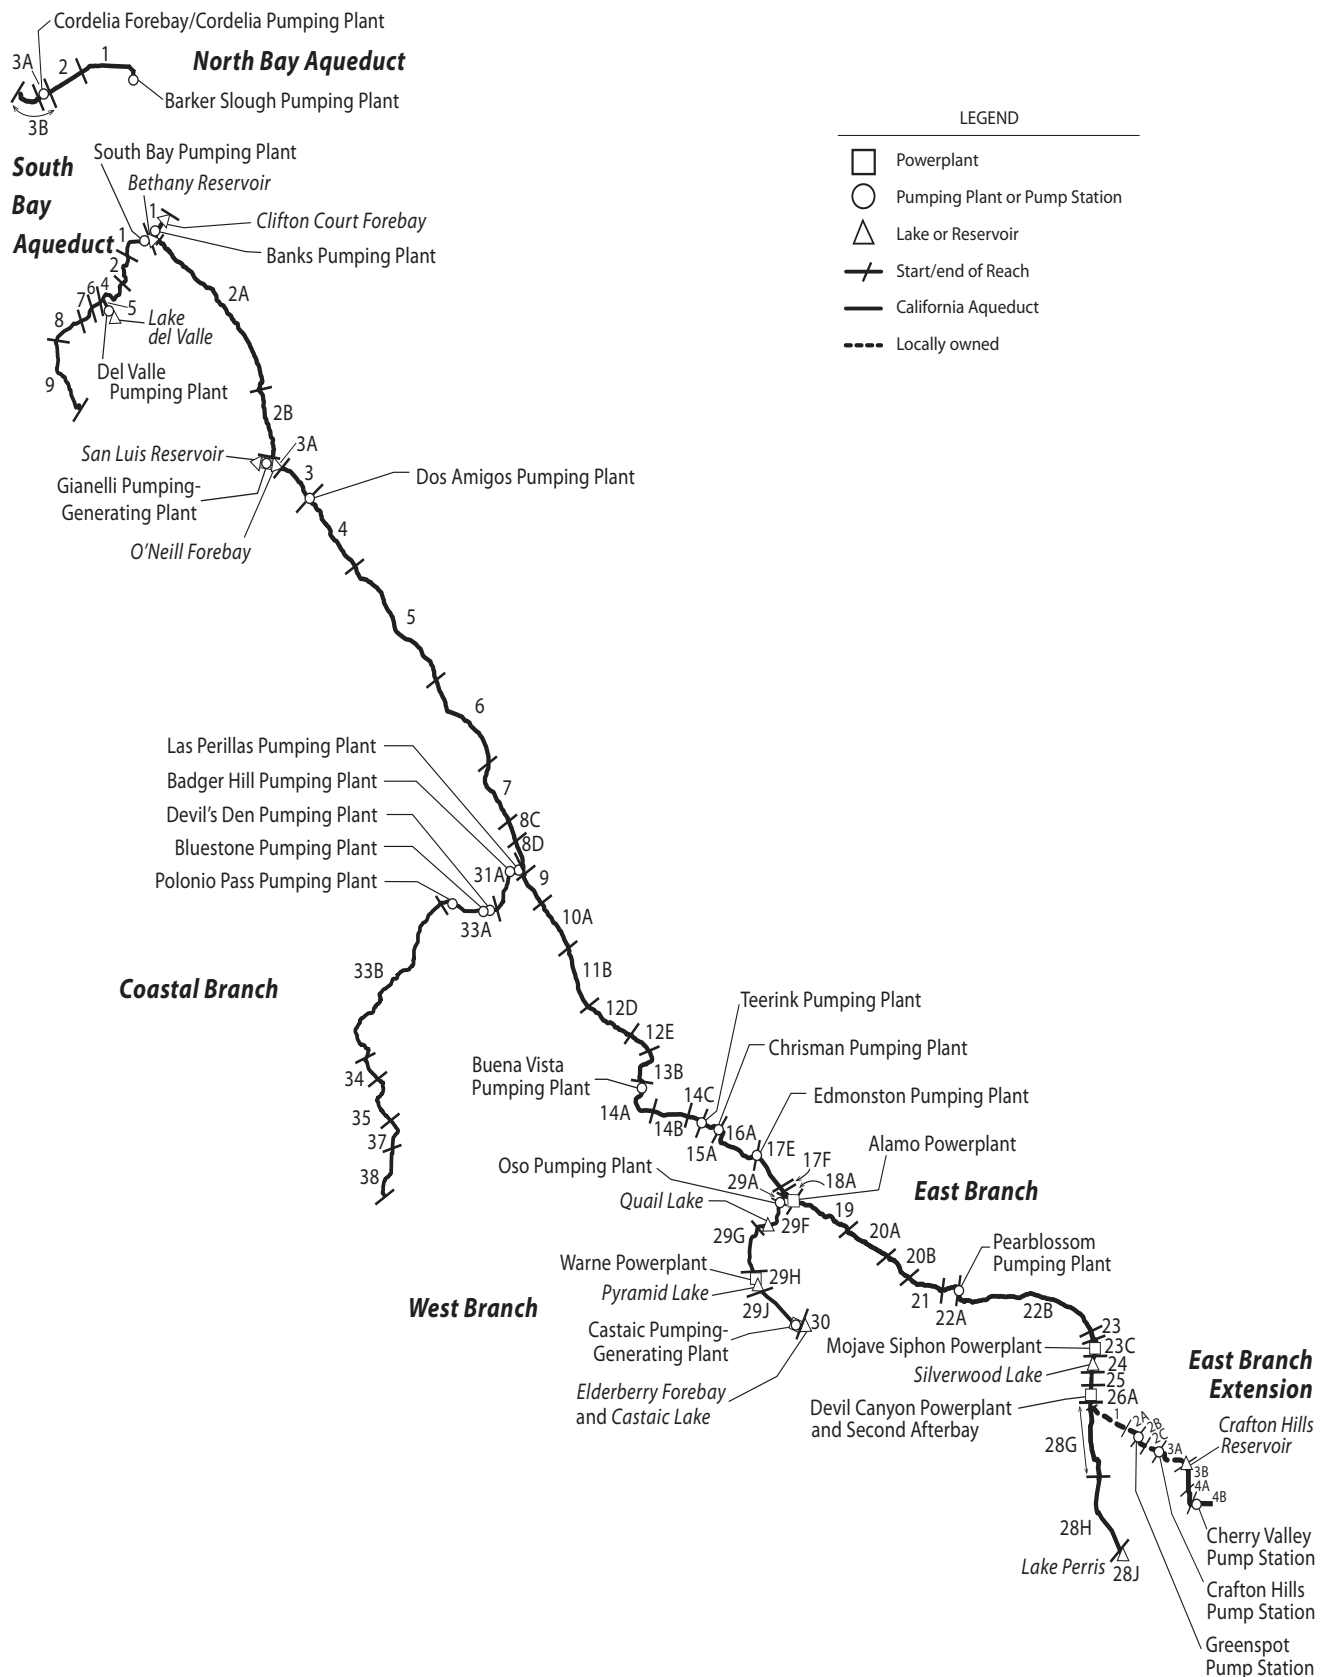 Cordelia Forebay/Cordelia Pumping Plant
North Bay Aqueduct
3A
2
1
Barker Slough Pumping Plant
3B
LEGEND
Powerplant
Pumping Plant or Pump Station
Lake or Reservoir
Start/end of Reach
California Aqueduct
Locally owned
South
Bay
Aqueduct
South Bay Pumping Plant
Bethany Reservoir
1
Clifton Court Forebay
Banks Pumping Plant
1
2
2A
4
6
7
5
8
Lake
del Valle
9
Del Valle
Pumping Plant
2B
3A
San Luis Reservoir
3
Dos Amigos Pumping Plant
Gianelli Pumping-
Generating Plant
O'Neill Forebay
4
5
6
Las Perillas Pumping Plant
Badger Hill Pumping Plant
7
Devil's Den Pumping Plant
8C
8D
Bluestone Pumping Plant
Polonio Pass Pumping Plant
31A
9
10A
33A
33B
11B
Coastal Branch
12D
12E
Teerink Pumping Plant
Chrisman Pumping Plant
Buena Vista
Pumping Plant
13B
34
14C
Edmonston Pumping Plant
14A
14B
35
16A
15A
37
17E
Alamo Powerplant
38
Oso Pumping Plant
17F
29A
18A
East Branch
Quail Lake
29F
19
29G
20A
20B
Pearblossom
Pumping Plant
Warne Powerplant
29H
Pyramid Lake
21
22A
22B
West Branch
29J
Castaic Pumping-
Generating Plant
30
23
Mojave Siphon Powerplant
23C
Silverwood Lake
24
25
East Branch
Extension
Elderberry Forebay
and Castaic Lake
Devil Canyon Powerplant
and Second Afterbay
26A
1
2A
2B
2C
3A
Crafton Hills
Reservoir
28G
3B
4A
4B
28H
Cherry Valley
Pump Station
Lake Perris
28J
Crafton Hills
Pump Station
Greenspot
Pump Station